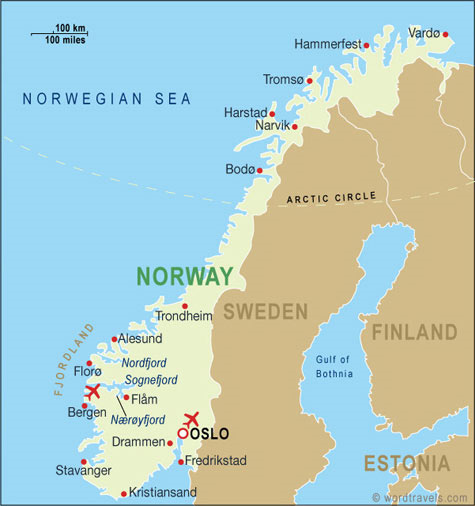 100 km
100 miles
Vardø
Hammerfest
Tromsø
NORWEGIAN SEA
Harstad
Narvik
Bodø
ARCTIC CIRCLE
NORWAY
Trondheim
SWEDEN
FINLAND
Alesund
FJORDLAND
Nordfjord
Gulf of
Bothnia
Florø
Sognefjord
Flåm
Bergen
Nærøyfjord
OSLO
Drammen
Fredrikstad
Stavanger
ESTONIA
Kristiansand
© wordtravels.com